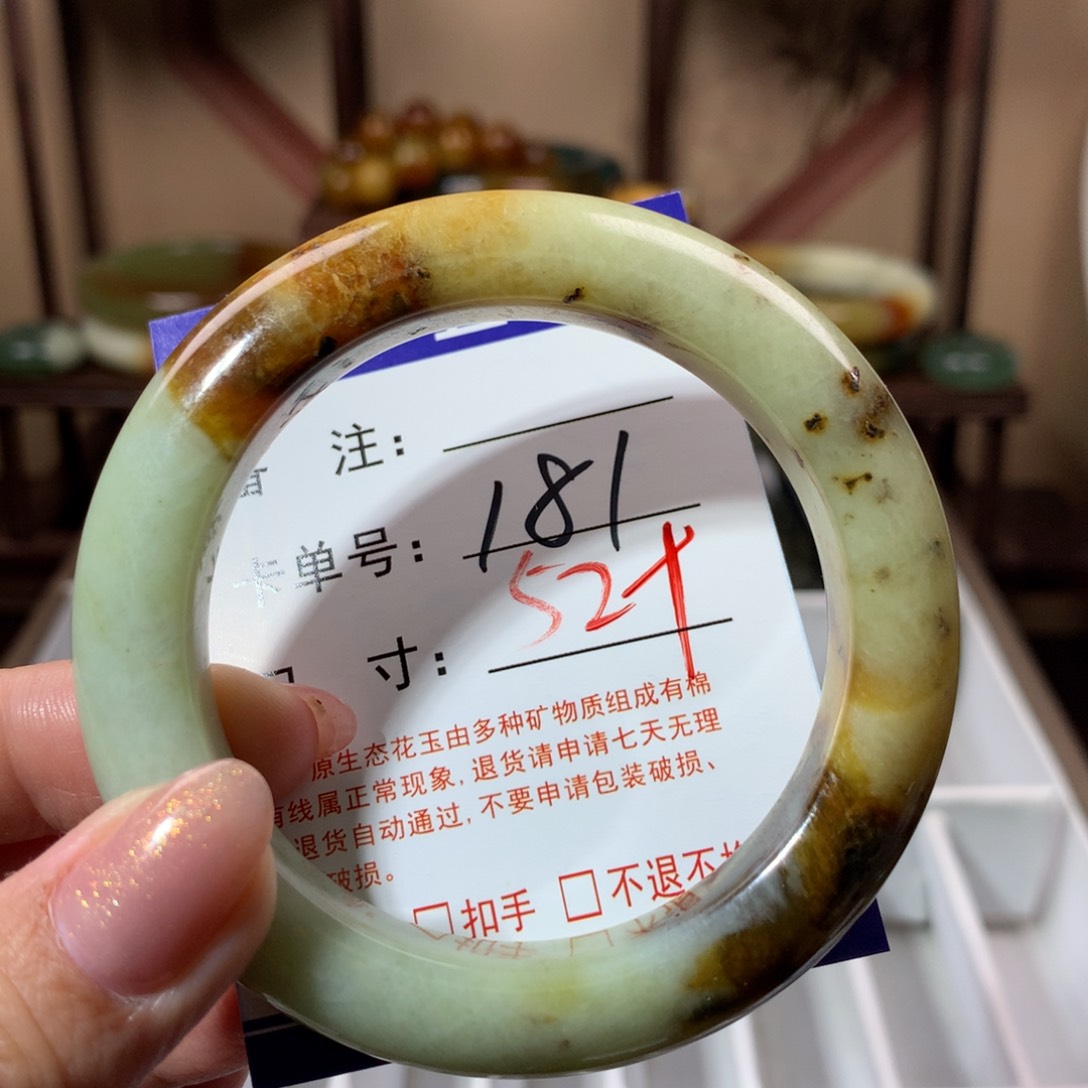 注：
181
卡单号：
524
寸：
原生态花玉由多种矿物质组成有棉
有线属正常现象，退货请申请七天无理
退货自动通过，不要申请包装破损、
破损。
□扣手 □不退不换